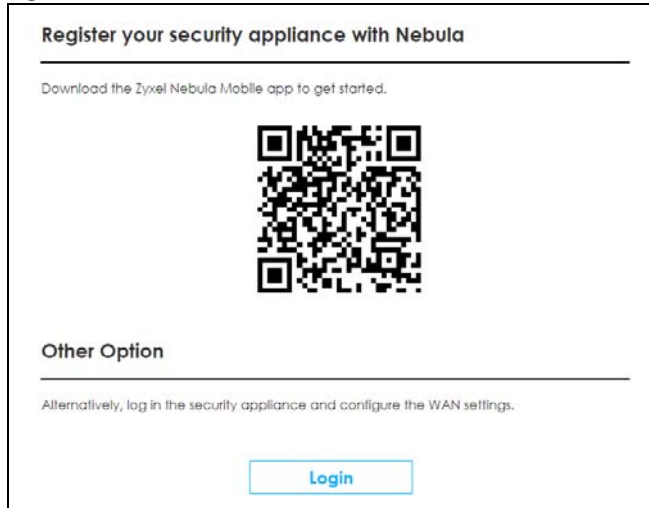 Register your security appliance with Nebula
Download the Zyxel Nebula Mobile app to get started.
Other Option
Alternatively, log in the security appliance and configure the WAN settings.
Login